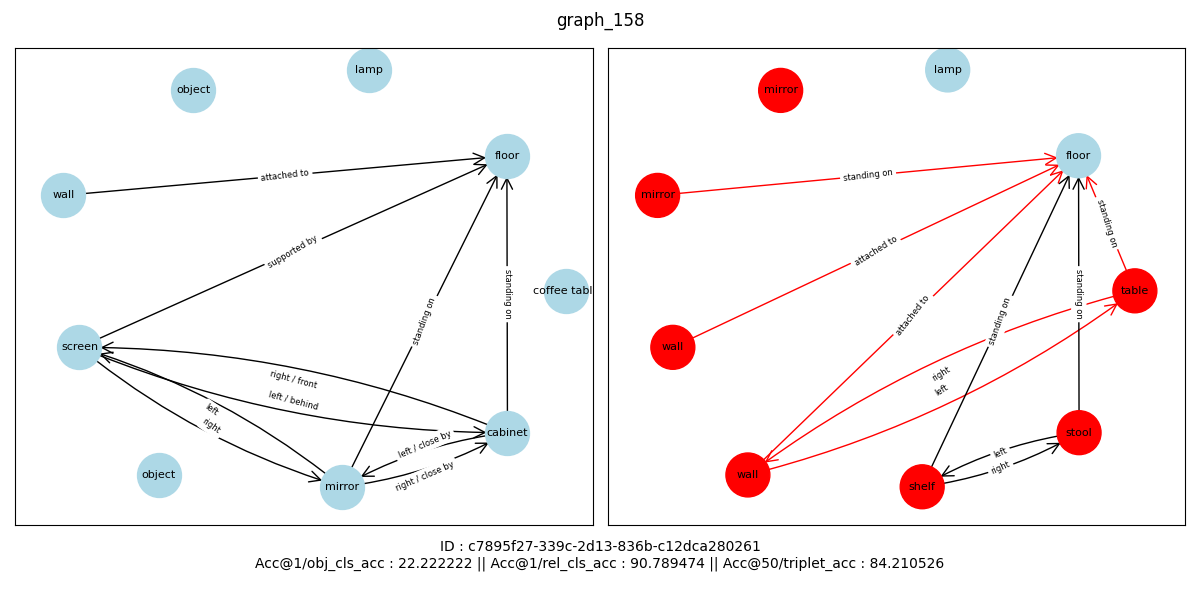 graph_158
lamp
object
floor
attached to
wall
supported by
coffee tabl
standing on
standing on
screen
right / front
left / behind
left
right
cabinet
left / close by
right / close by
object
mirror
lamp
mirror
floor
standing on
mirror
standing on
attached to
table
attached to
standing on
standing on
wall
right
left
stool
left
right
wall
shelf
ID : c7895f27-339c-2d13-836b-c12dca280261
Acc@1/obj_cls_acc : 22.222222 || Acc@1/rel_cls_acc : 90.789474 || Acc@50/triplet_acc : 84.210526